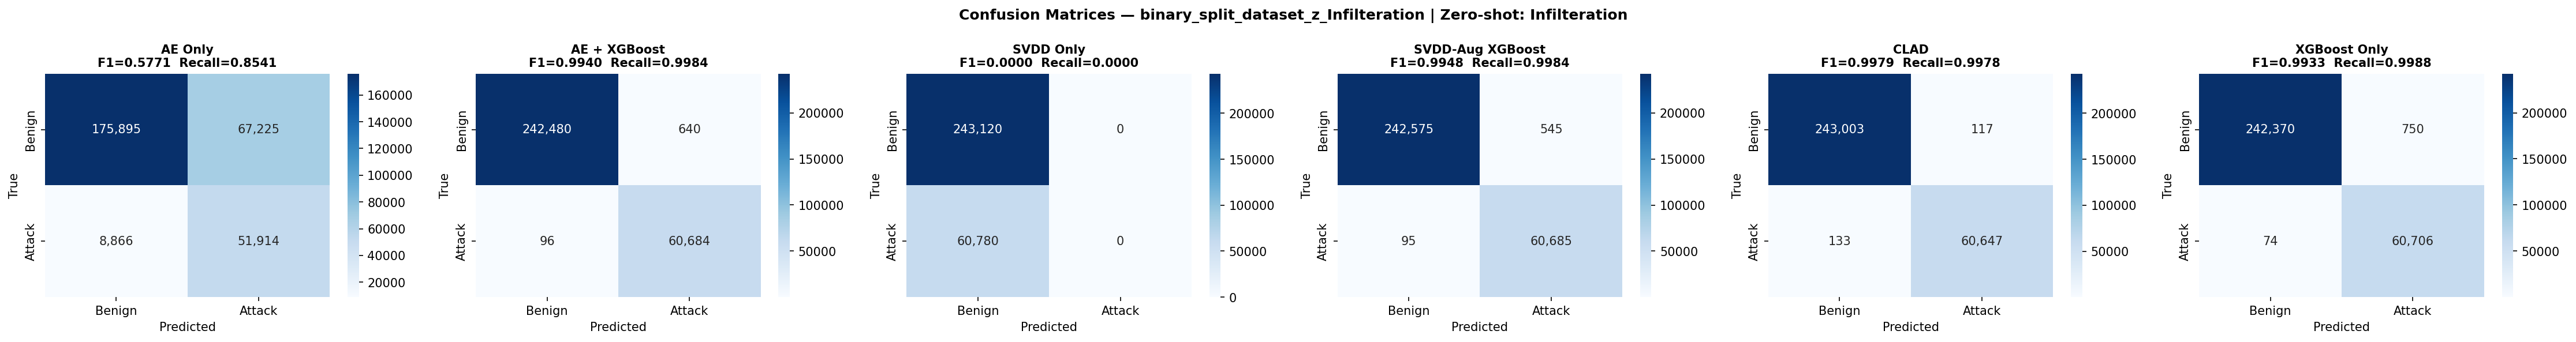 Confusion Matrices — binary_split_dataset_z_Infilteration | Zero-shot: Infilteration
AE Only
F1=0.5771  Recall=0.8541
True
Benign
Attack
175,895
67,225
8,866
51,914
Benign
Attack
Predicted
160000
140000
120000
100000
80000
60000
40000
20000
AE + XGBoost
F1=0.9940  Recall=0.9984
True
Benign
Attack
242,480
640
96
60,684
Benign
Attack
Predicted
200000
150000
100000
50000
SVDD Only
F1=0.0000  Recall=0.0000
True
Benign
Attack
243,120
0
60,780
0
Benign
Attack
Predicted
200000
150000
100000
50000
0
SVDD-Aug XGBoost
F1=0.9948  Recall=0.9984
True
Benign
Attack
242,575
545
95
60,685
Benign
Attack
Predicted
200000
150000
100000
50000
CLAD
F1=0.9979  Recall=0.9978
True
Benign
Attack
243,003
117
133
60,647
Benign
Attack
Predicted
200000
150000
100000
50000
XGBoost Only
F1=0.9933  Recall=0.9988
True
Benign
Attack
242,370
750
74
60,706
Benign
Attack
Predicted
200000
150000
100000
50000